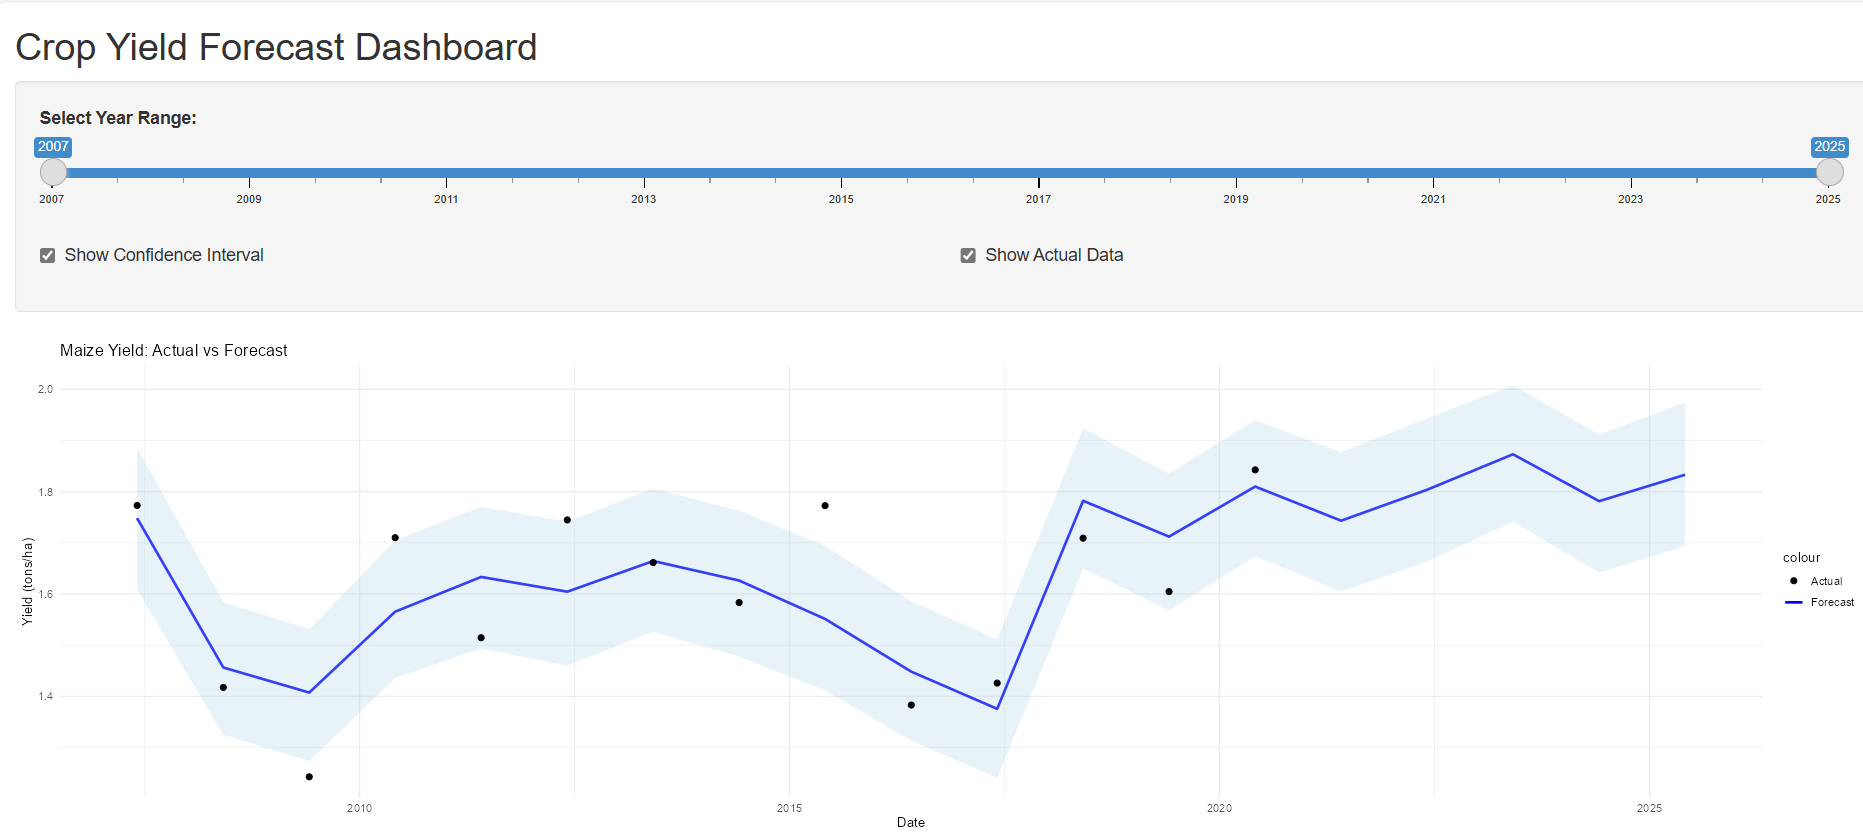 Crop Yield Forecast Dashboard
Select Year Range:
2007 2025
2007 2009 2011 2013 2015 2017 2019 2021 2023 2025
Show Confidence Interval Show Actual Data
Maize Yield: Actual vs Forecast
2.0
1.8
1.6
1.4
Yield (tons/ha)
colour
Actual
Forecast
2010 2015 2020 2025
Date